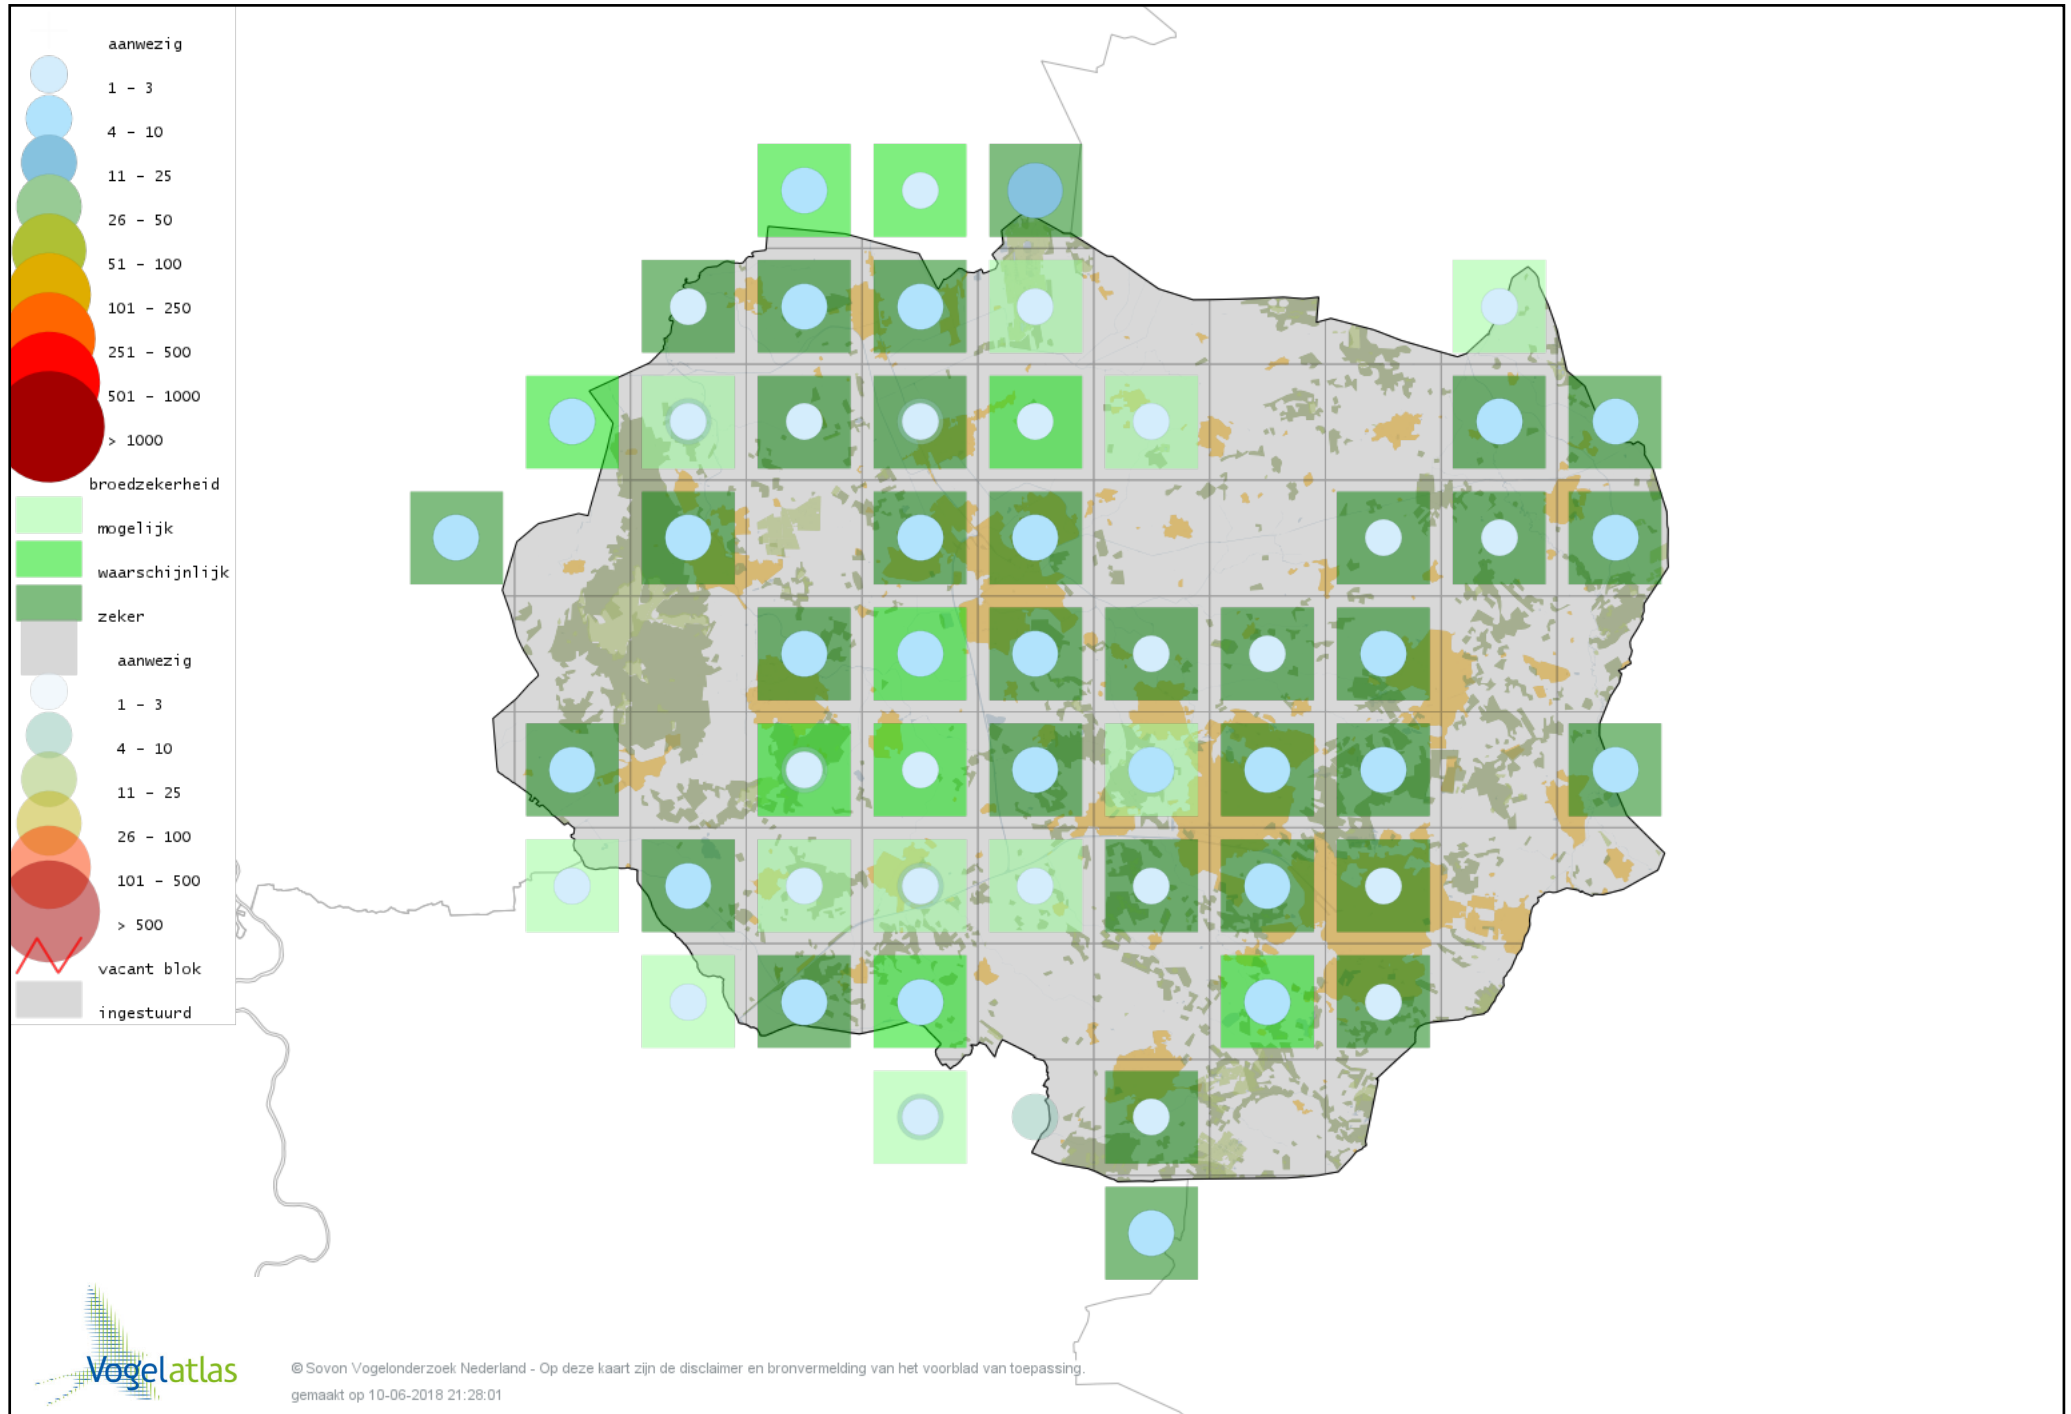 aanwezig
1 - 3
4 - 10
11 - 25
26 - 50
51 - 100
101 - 250
251 - 500
501 - 1000
> 1000
broedzekerheid
mogelijk
waarschijnlijk
zeker
aanwezig
1 - 3
4 - 10
11 - 25
26 - 100
101 - 500
> 500
vacant blok
ingestuurd
Vogelatlas
© Sovon Vogelonderzoek Nederland - Op deze kaart zijn de disclaimer en bronvermelding van het voorblad van toepassing.
gemaakt op 10-06-2018 21:28:01